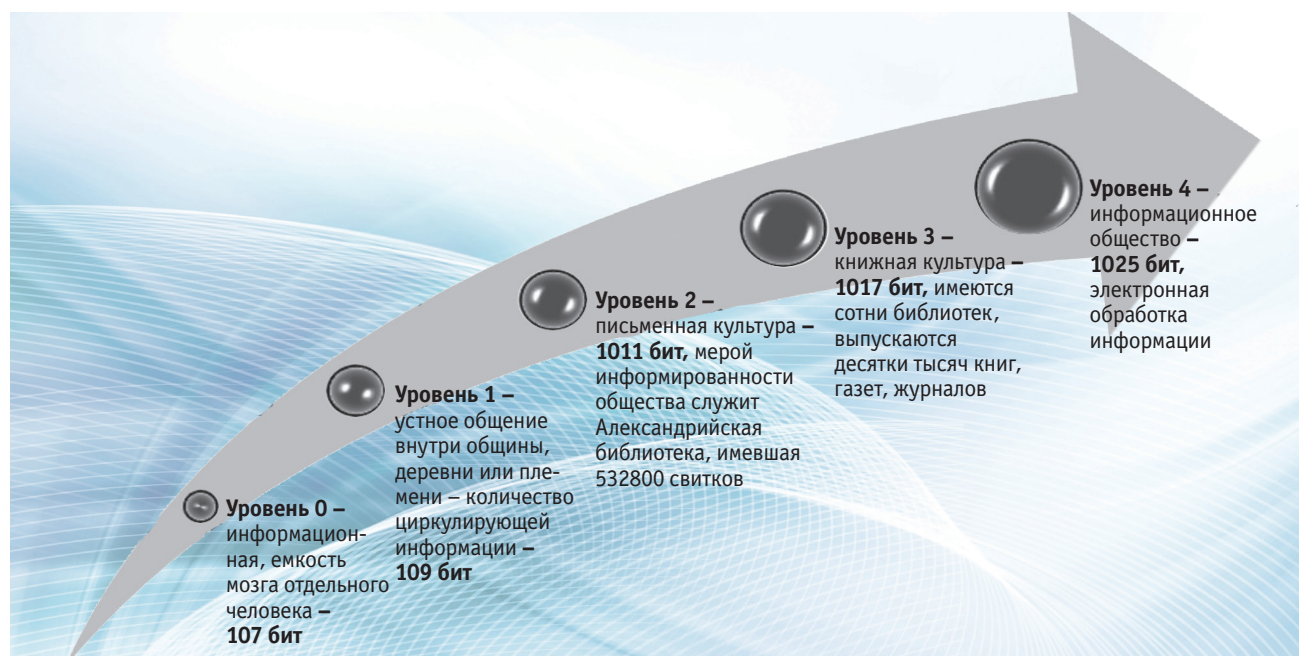 Уровень 0 –
информацион-
ная, емкость
мозга отдельного
человека –
107 бит
Уровень 1 –
устное общение
внутри общины,
деревни или пле-
мени – количество
циркулирующей
информации –
109 бит
Уровень 2 –
письменная культура –
1011 бит, мерой
информированности
общества служит
Александрийская
библиотека, имевшая
532800 свитков
Уровень 3 –
книжная культура –
1017 бит, имеются
сотни библиотек,
выпускаются
десятки тысяч книг,
газет, журналов
Уровень 4 –
информационное
общество –
1025 бит,
электронная
обработка
информации